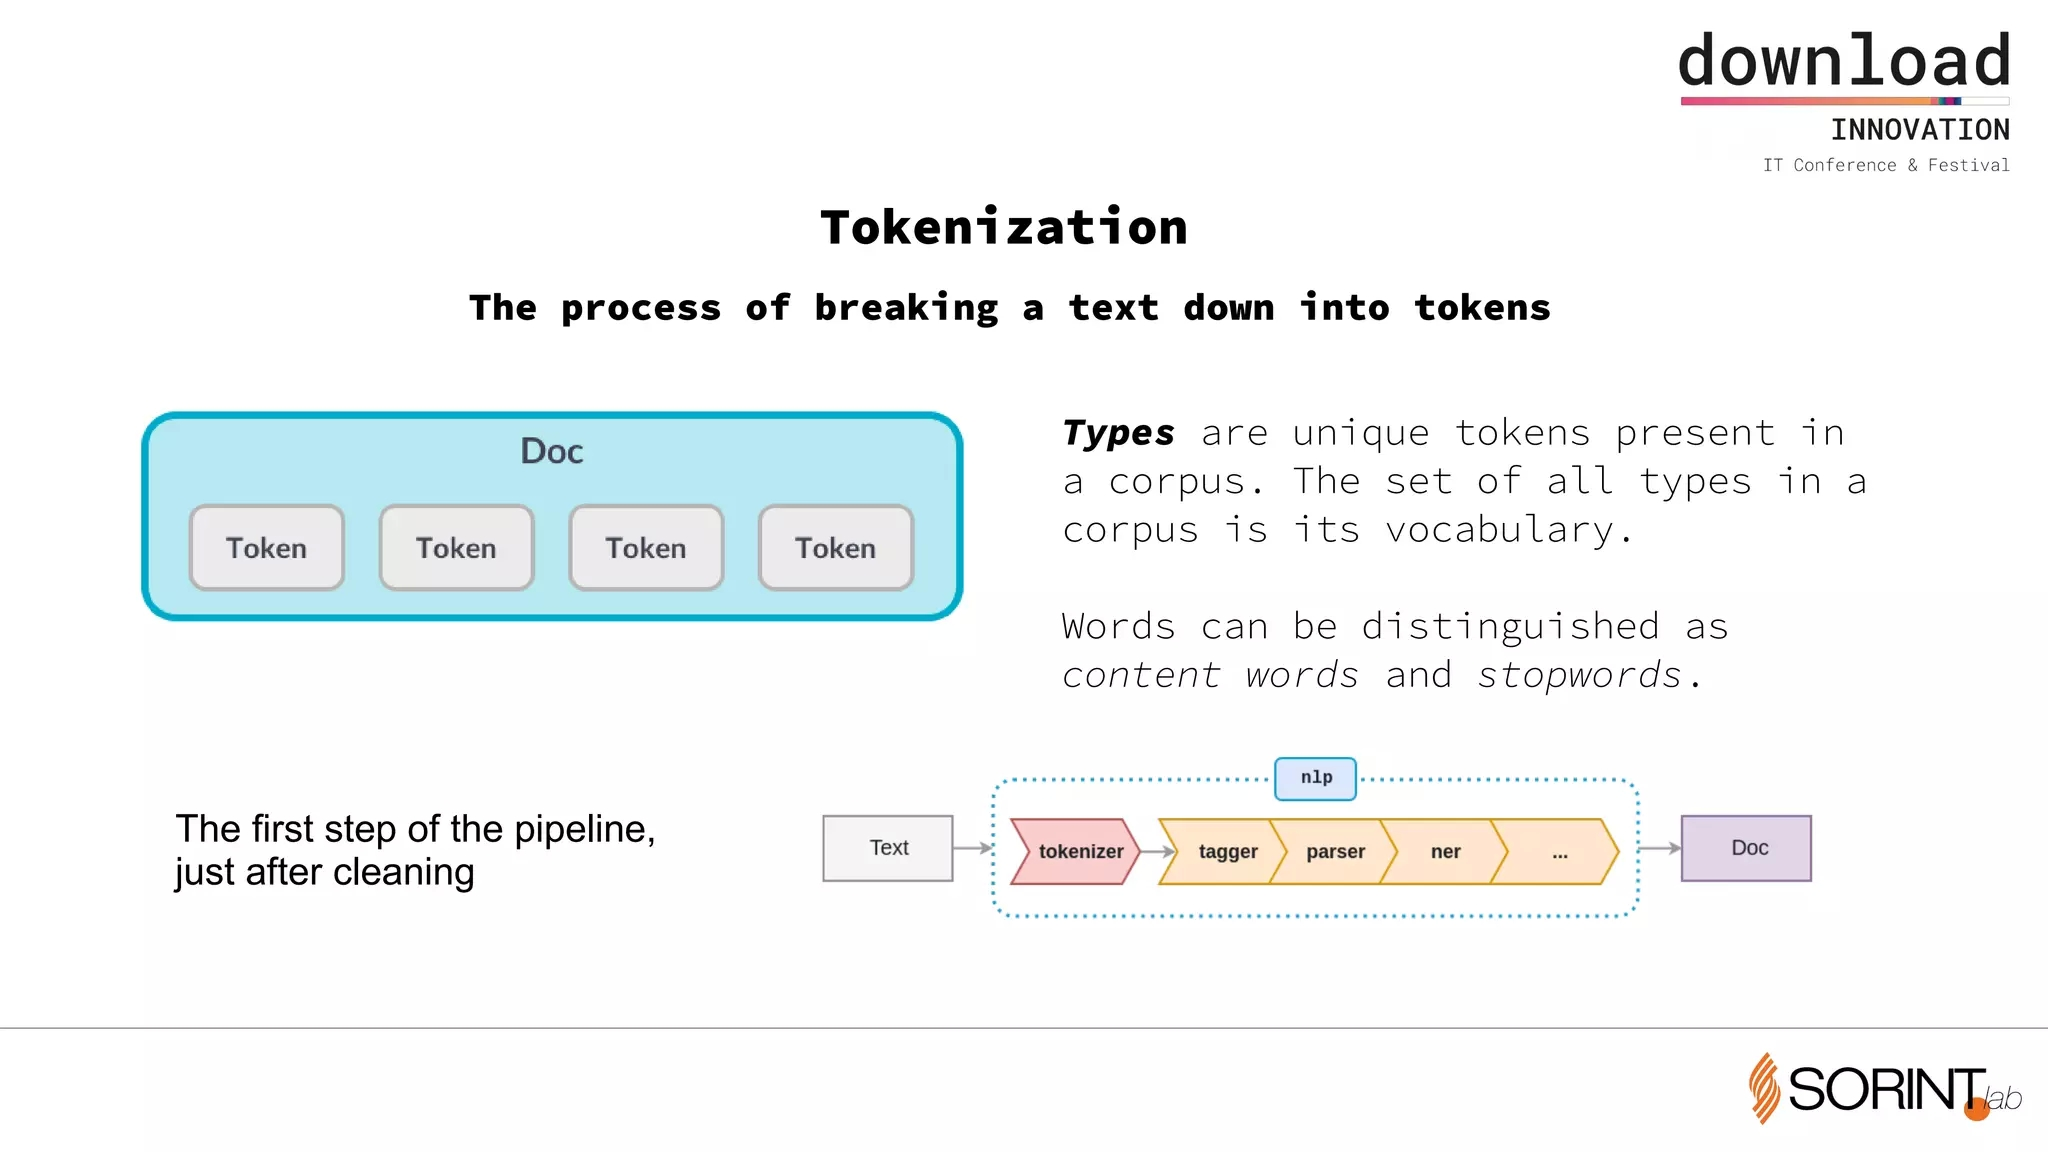 download
INNOVATION
IT Conference & Festival
Tokenization
The process of breaking a text down into tokens
Doc
Token Token Token Token
Types are unique tokens present in
a corpus. The set of all types in a
corpus is its vocabulary.
Words can be distinguished as
content words and stopwords.
The first step of the pipeline,
just after cleaning
nlp
Text tokenizer tagger parser ner ... Doc
SORINT.lab